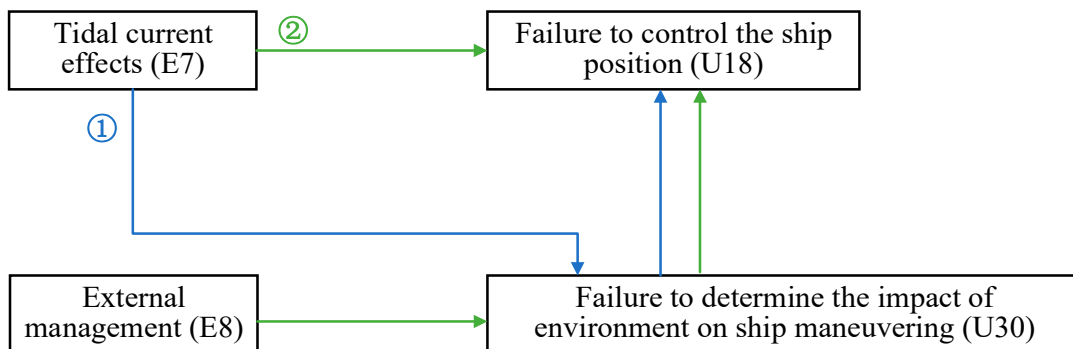 Tidal current
effects (E7)
②
Failure to control the ship
position (U18)
①
External
management (E8)
Failure to determine the impact of
environment on ship maneuvering (U30)